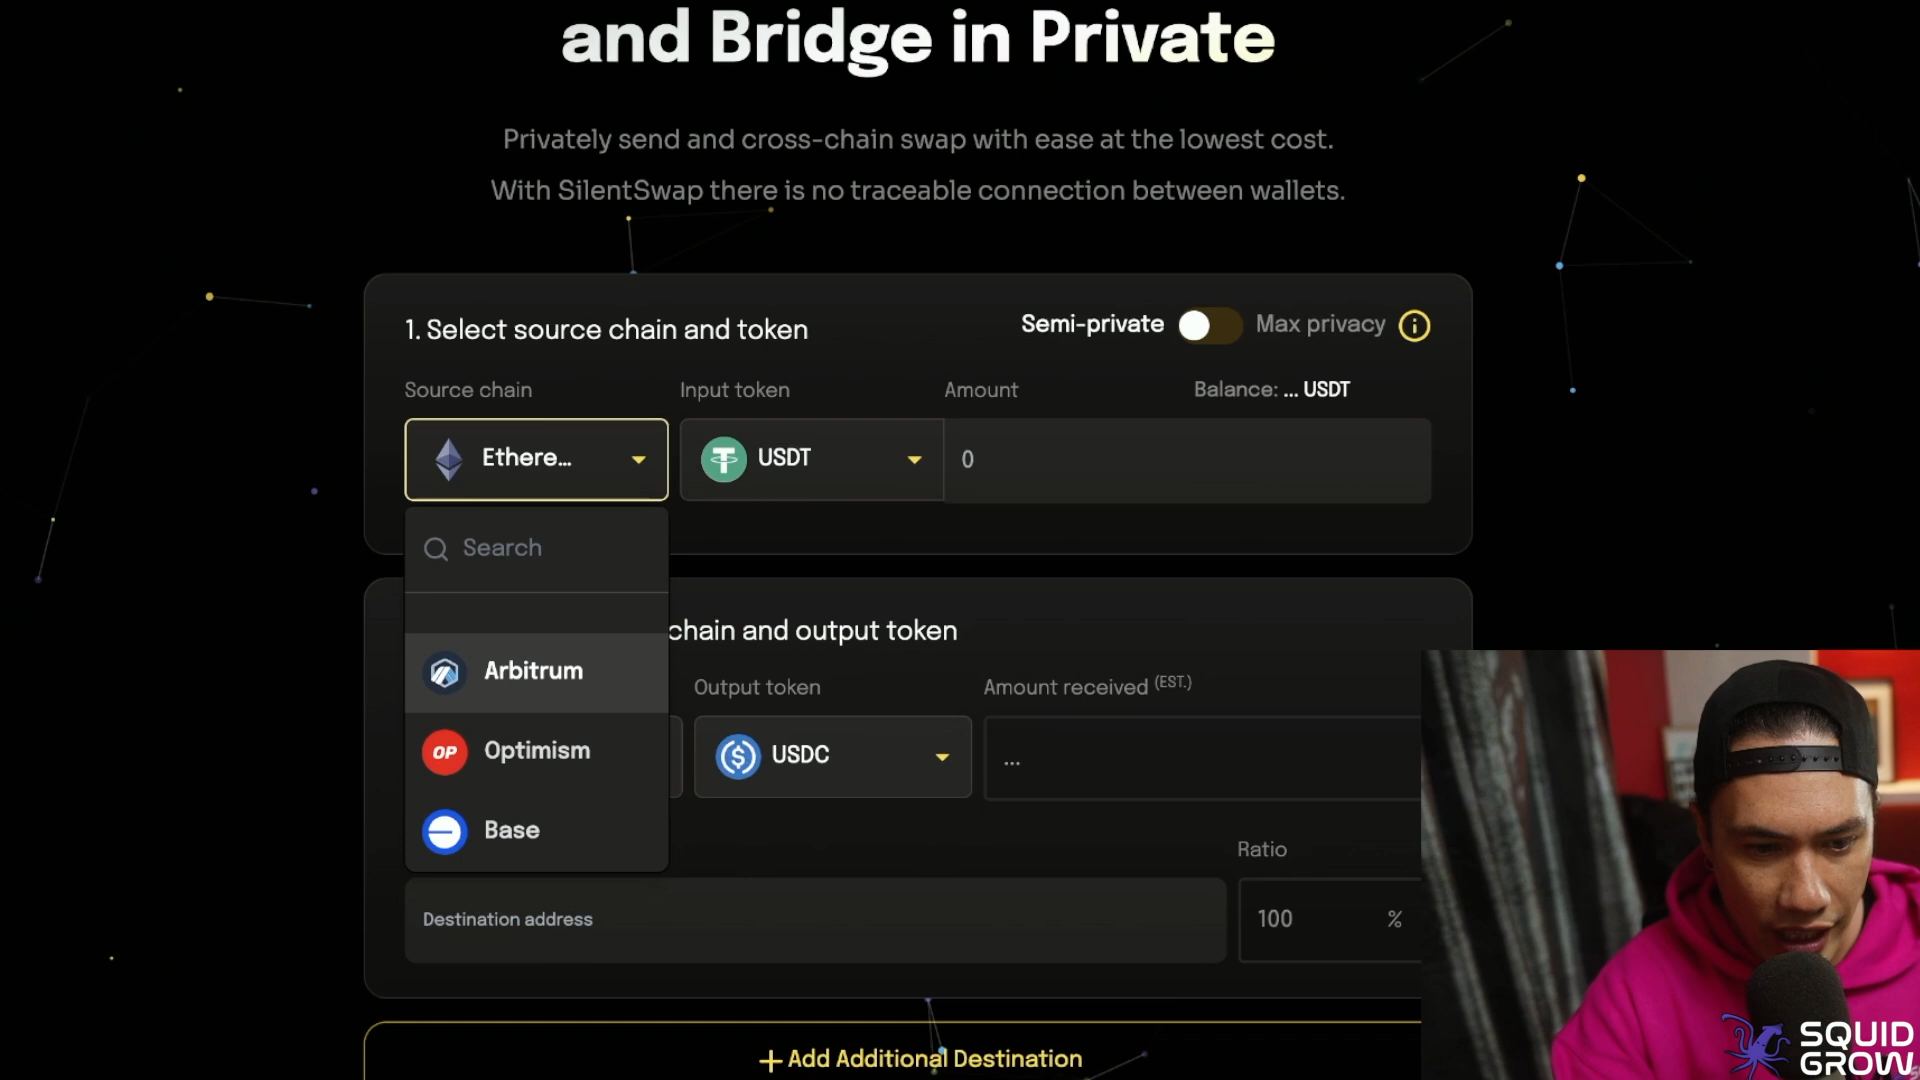 and Bridge in Private
Privately send and cross-chain swap with ease at the lowest cost.
With SilentSwap there is no traceable connection between wallets.
1. Select source chain and token
Semi-private
Max privacy
Source chain
Input token
Amount
Balance: ... USDT
Ethere...
USDT
0
Search
Arbitrum
Optimism
OP
Base
chain and output token
Output token
Amount received (EST.)
USDC
...
Ratio
Destination address
100 %
+ Add Additional Destination
SQUID
GROW